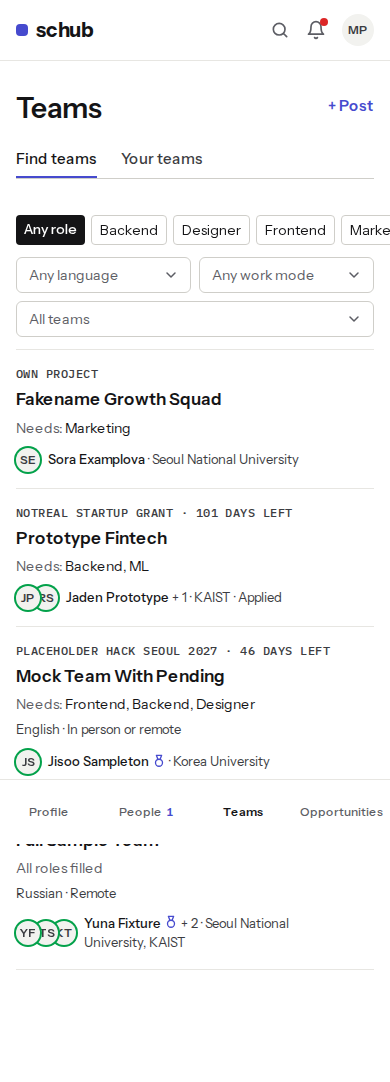 schub
MP
Teams
+ Post
Find teams
Your teams
Any role
Backend
Designer
Frontend
Marke
Any language
Any work mode
All teams
OWN PROJECT
Fakename Growth Squad
Needs: Marketing
SE Sora Examplova · Seoul National University
NOTREAL STARTUP GRANT · 101 DAYS LEFT
Prototype Fintech
Needs: Backend, ML
JP RS Jaden Prototype + 1 · KAIST · Applied
PLACEHOLDER HACK SEOUL 2027 · 46 DAYS LEFT
Mock Team With Pending
Needs: Frontend, Backend, Designer
English · In person or remote
JS Jisoo Sampleton · Korea University
Profile
People 1
Teams
Opportunities
All roles filled
Russian · Remote
YF TS KT Yuna Fixture + 2 · Seoul National
University, KAIST